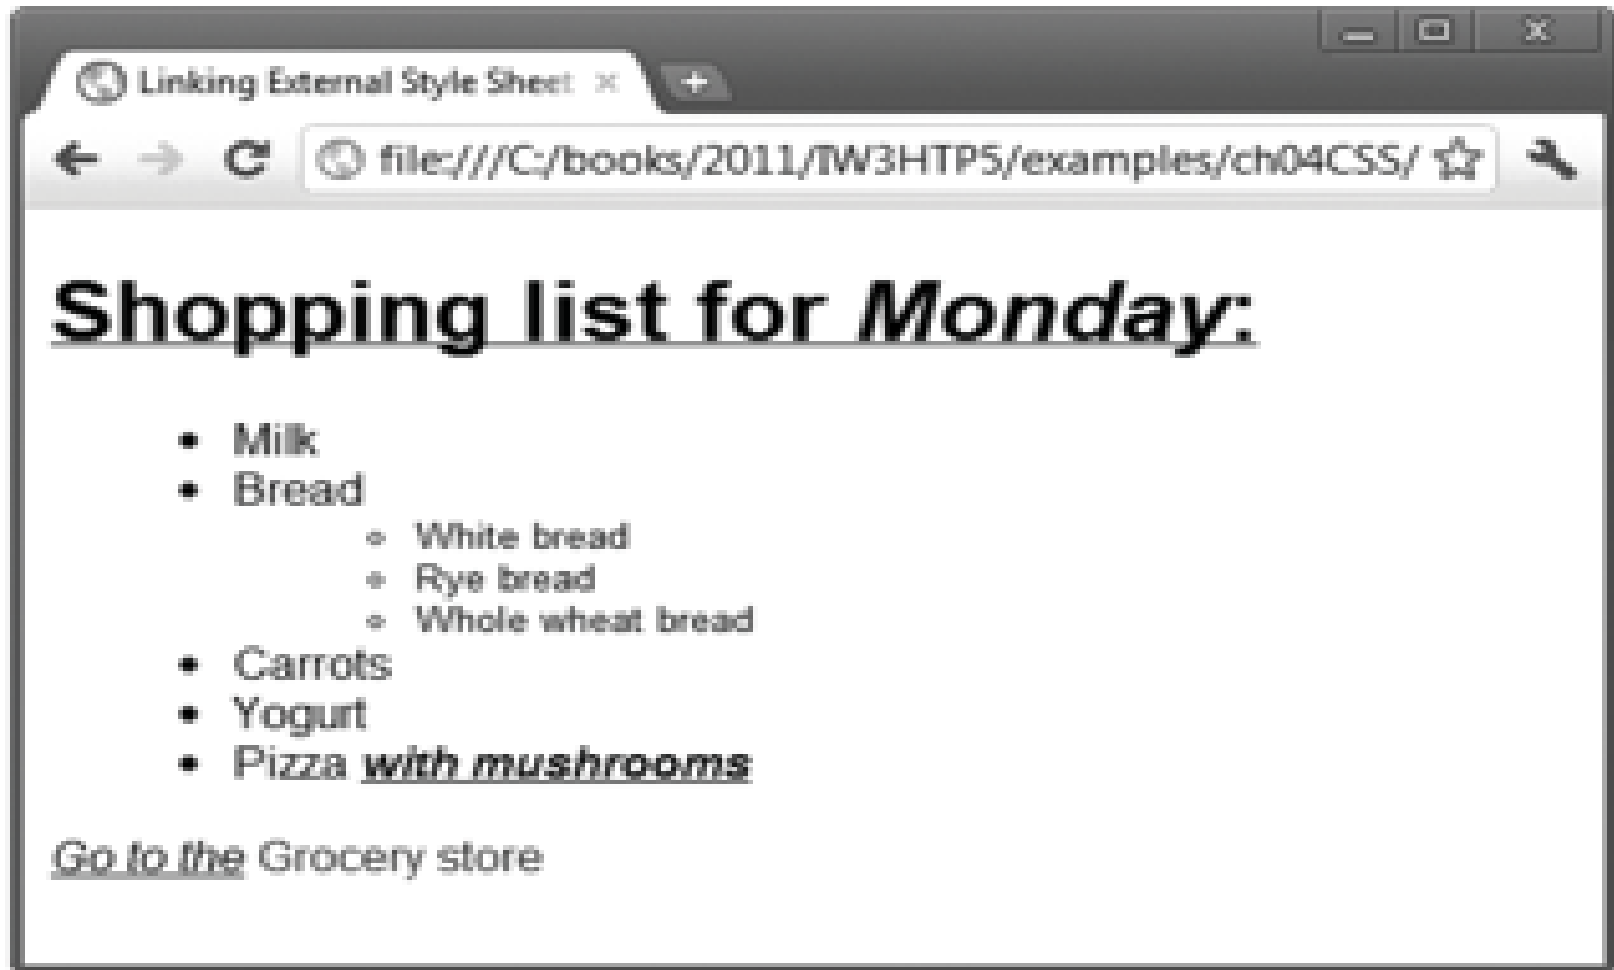 Linking External Style Sheet
file:///C:/books/2011/IW3HTP5/examples/ch04CSS/
Shopping list for Monday:
Milk
Bread
White bread
Rye bread
Whole wheat bread
Carrots
Yogurt
Pizza with mushrooms
Go to the Grocery store